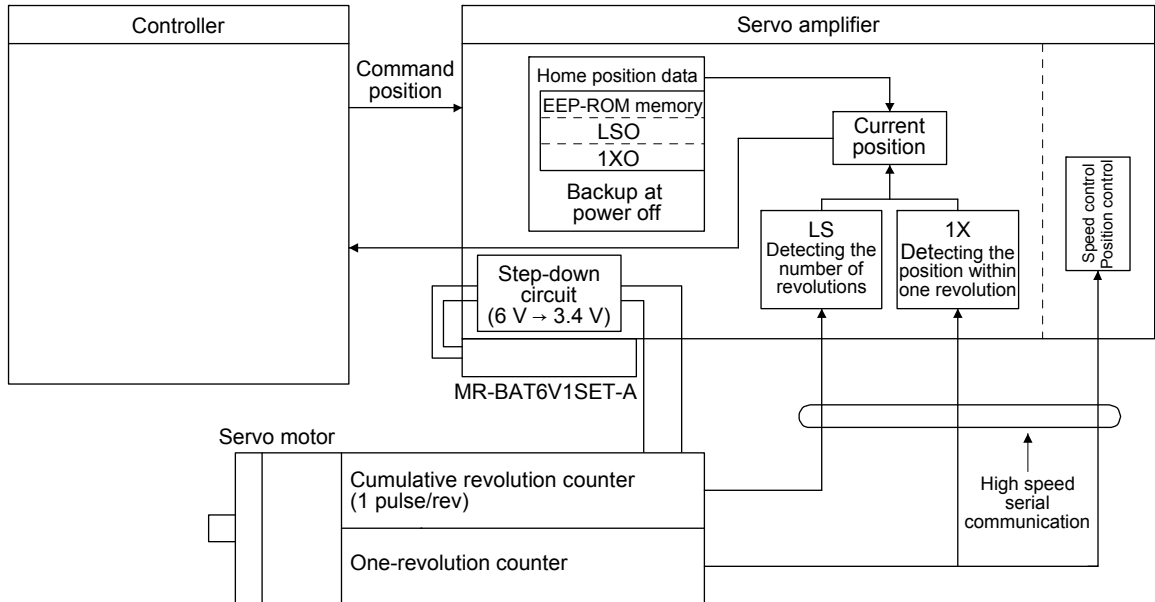 Controller
Servo amplifier
Command
position
Home position data
EEP-ROM memory
LSO
1XO
Backup at
power off
Current
position
LS
Detecting the
number of
revolutions
1X
Detecting the
position within
one revolution
Speed control
Position control
Step-down
circuit
(6 V → 3.4 V)
MR-BAT6V1SET-A
Servo motor
Cumulative revolution counter
(1 pulse/rev)
One-revolution counter
High speed
serial
communication